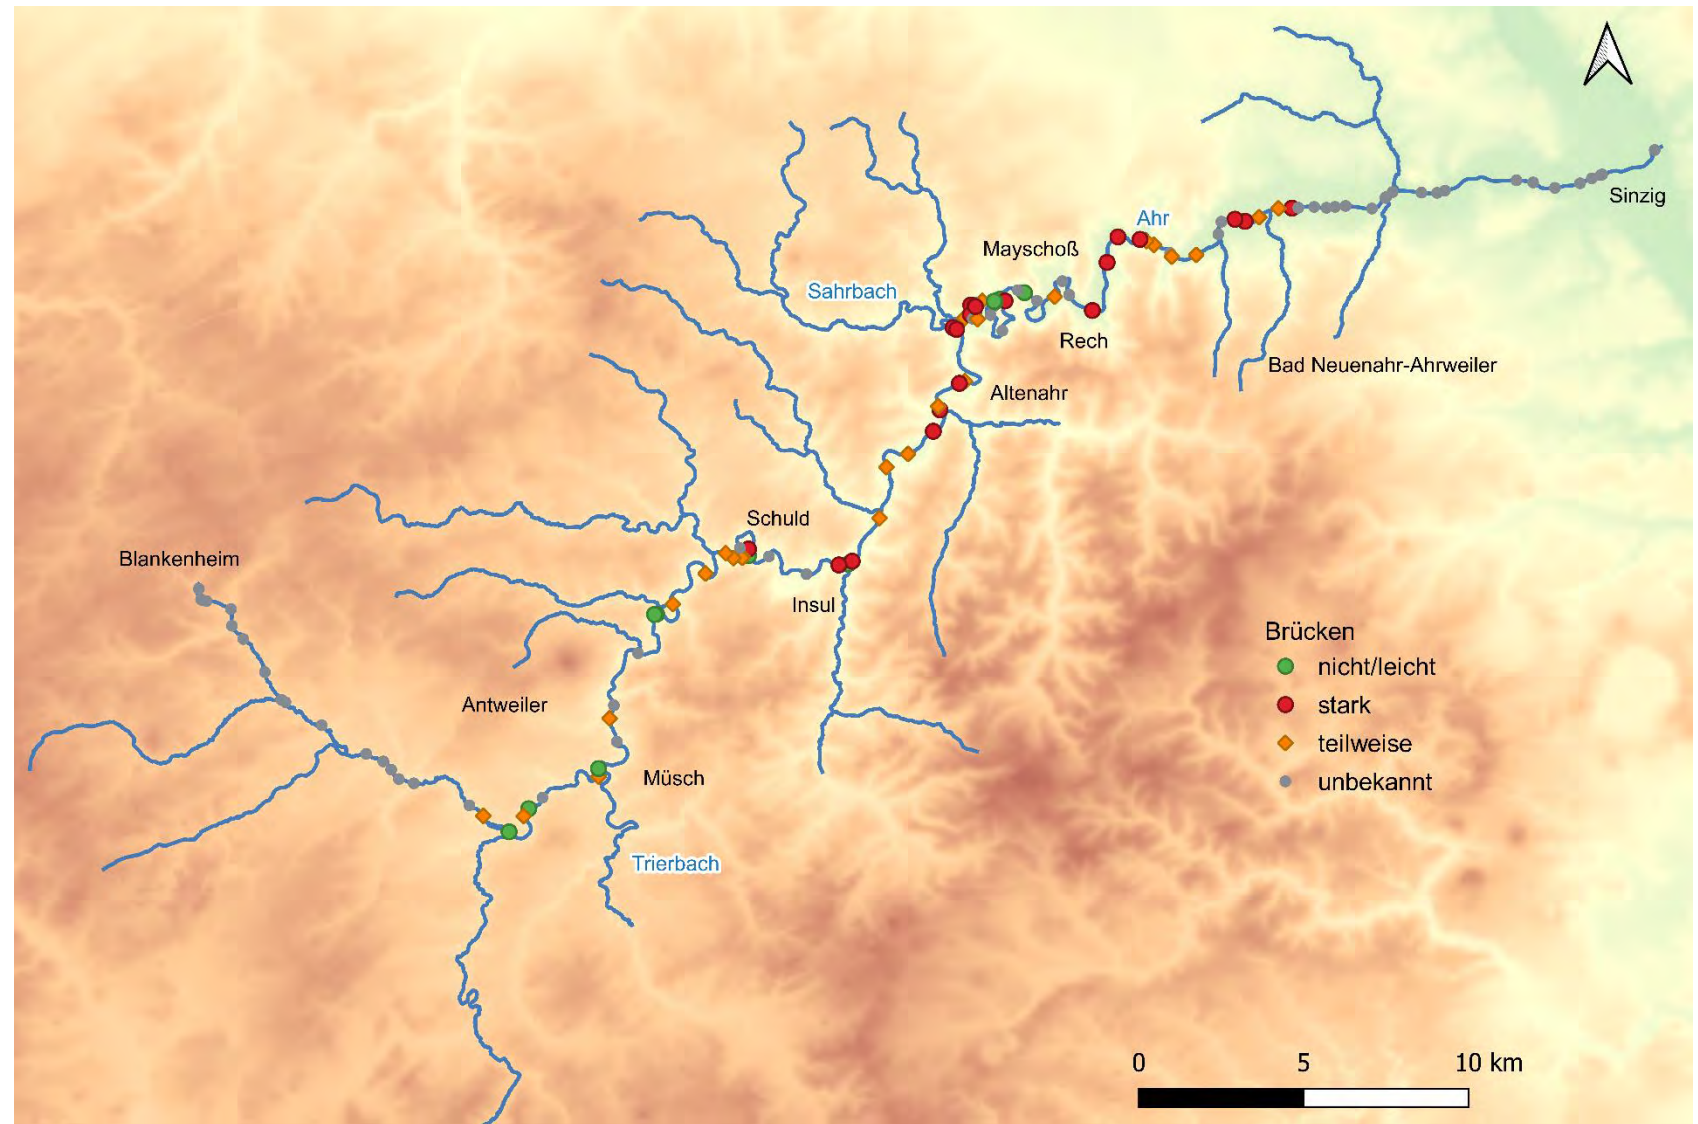 Sinzig
Ahr
Mayschoß
Sahrbach
Rech
Bad Neuenahr-Ahrweiler
Altenahr
Schuld
Blankenheim
Insul
Antweiler
Müsch
Trierbach
Brücken
nicht/leicht
stark
teilweise
unbekannt
0 5 10 km